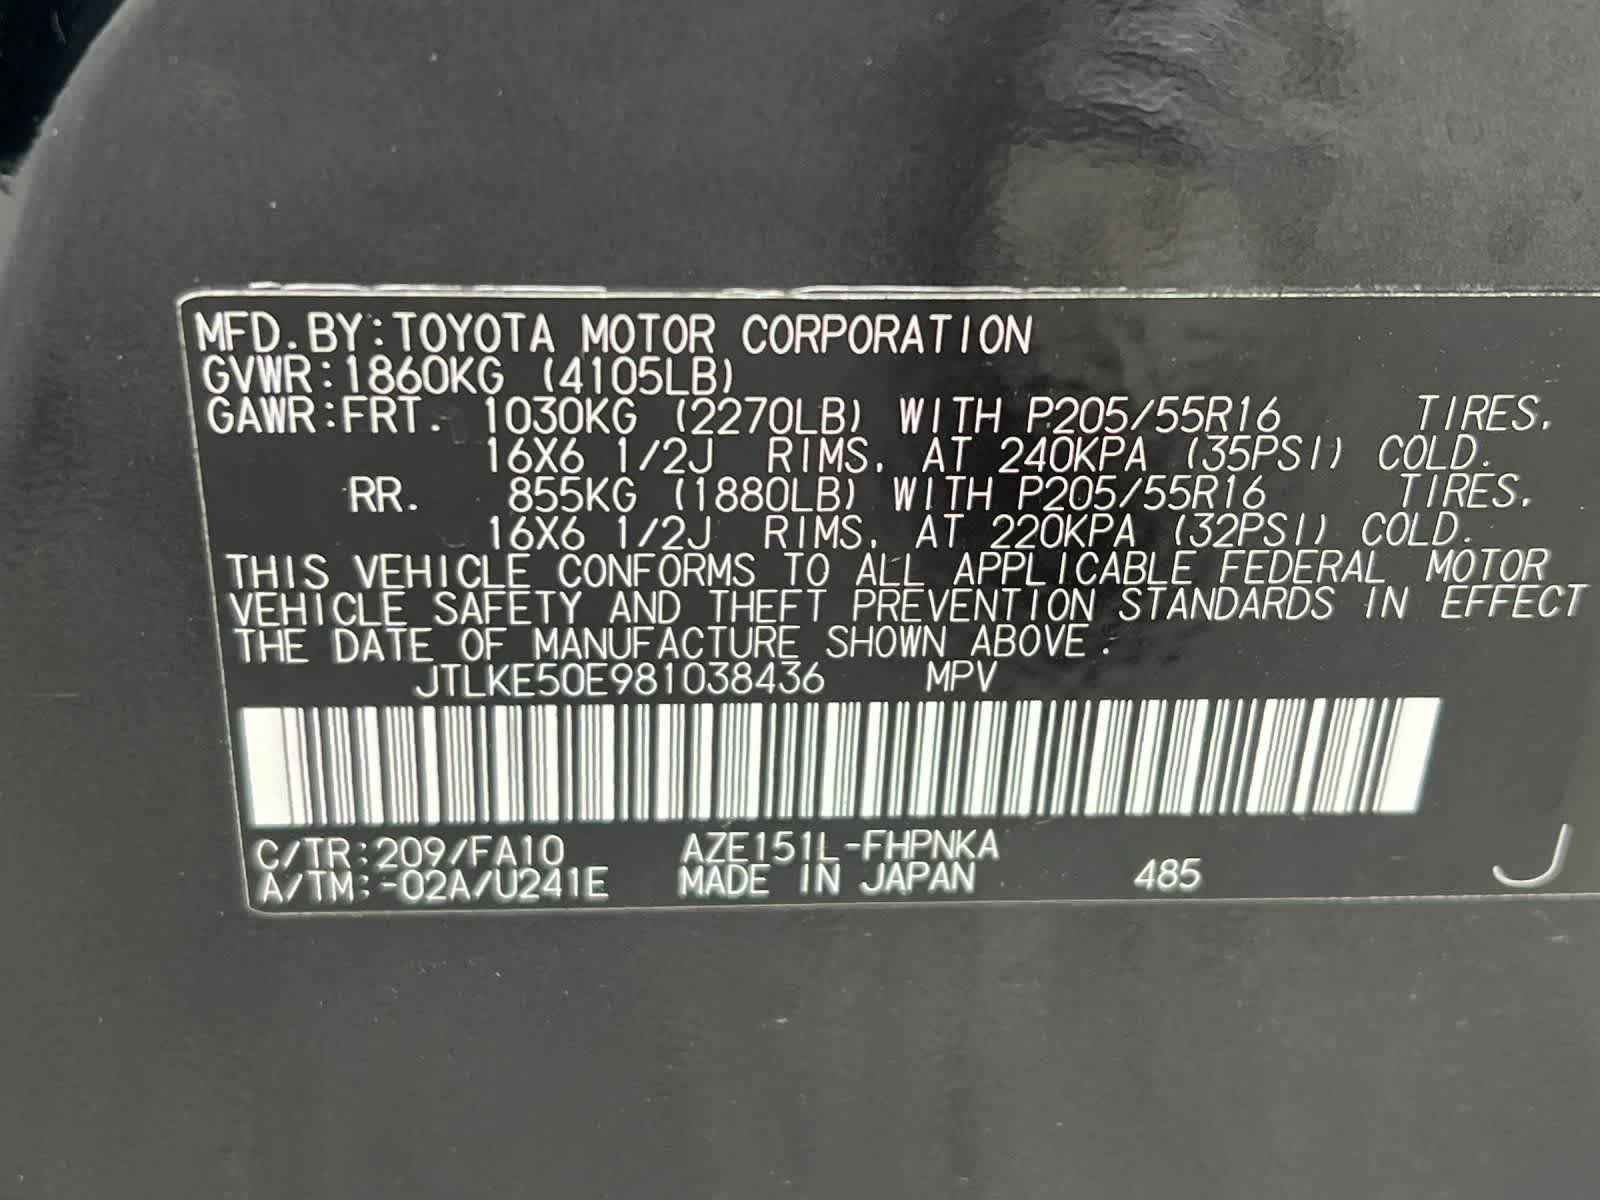 MFD. BY: TOYOTA MOTOR CORPORATION
GVWR: 1860KG (4105LB)
GAWR: FRT. 1030KG (2270LB) WITH P205/55R16 TIRES,
16X6 1/2J RIMS, AT 240KPA (35PSI) COLD.
RR. 855KG (1880LB) WITH P205/55R16 TIRES,
16X6 1/2J RIMS, AT 220KPA (32PSI) COLD.
THIS VEHICLE CONFORMS TO ALL APPLICABLE FEDERAL MOTOR
VEHICLE SAFETY AND THEFT PREVENTION STANDARDS IN EFFECT
THE DATE OF MANUFACTURE SHOWN ABOVE.
JTLKE50E981038436 MPV
C/TR: 209/FA10 AZE151L-FHPNKA
A/TM: -02A/U241E MADE IN JAPAN 485 J